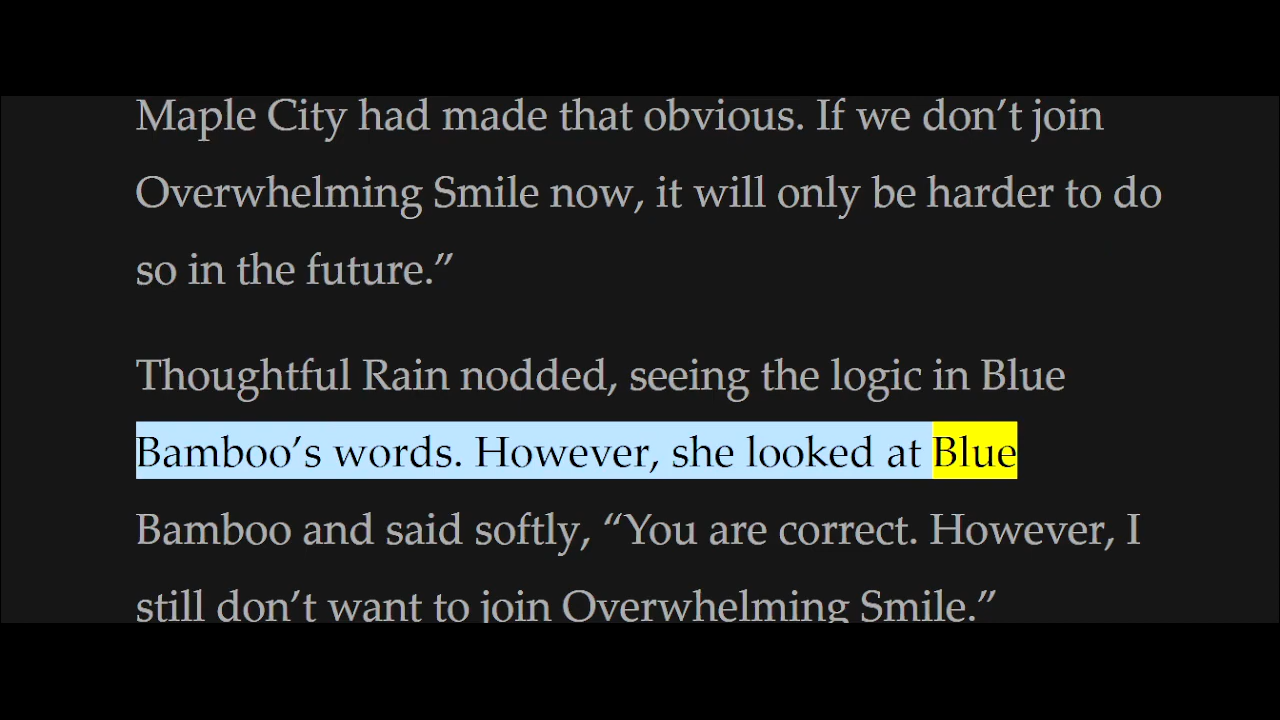 Maple City had made that obvious. If we don’t join
Overwhelming Smile now, it will only be harder to do
so in the future.”
Thoughtful Rain nodded, seeing the logic in Blue
Bamboo’s words. However, she looked at Blue
Bamboo and said softly, “You are correct. However, I
still don’t want to join Overwhelming Smile.”